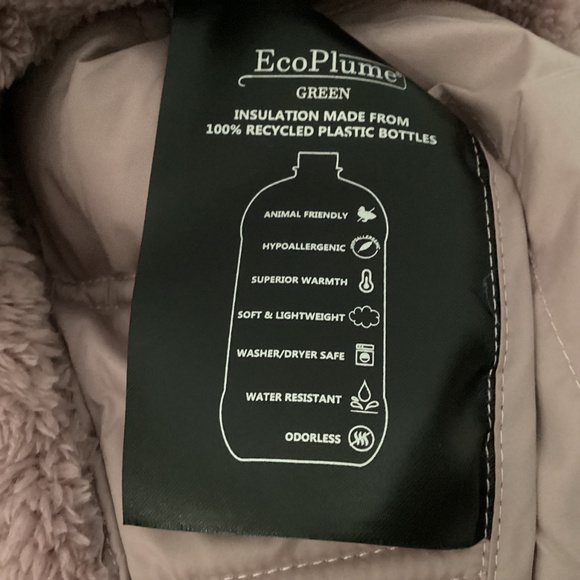 EcoPlume®
GREEN
INSULATION MADE FROM
100% RECYCLED PLASTIC BOTTLES
ANIMAL FRIENDLY
HYPOALLERGENIC
SUPERIOR WARMTH
SOFT & LIGHTWEIGHT
WASHER/DRYER SAFE
WATER RESISTANT
ODORLESS